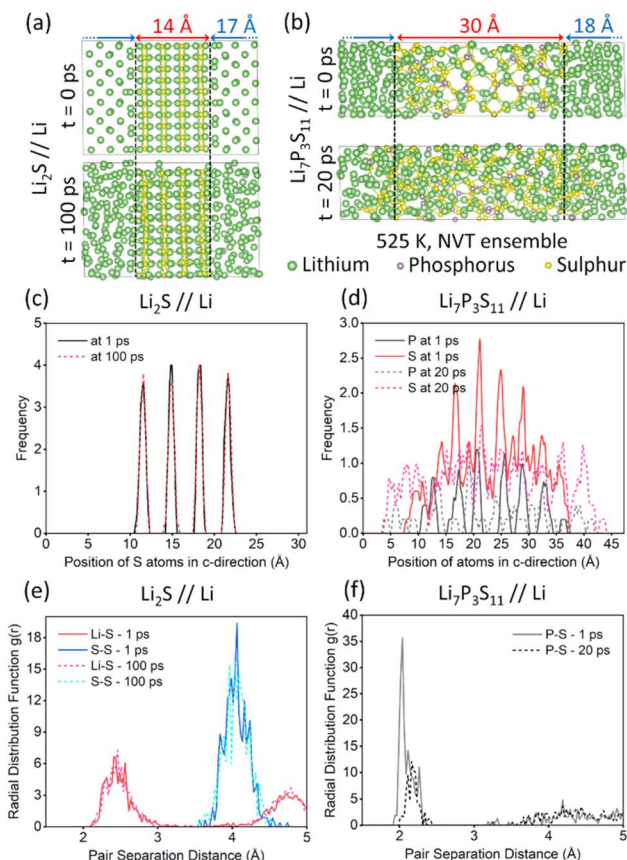 (a) 14 Å 17 Å
Li₂S // Li
t = 0 ps
t = 100 ps
(b) 30 Å 18 Å
Li₇P₃S₁₁ // Li
t = 0 ps
t = 20 ps
525 K, NVT ensemble
Lithium Phosphorus Sulphur
(c) Li₂S // Li
at 1 ps
at 100 ps
Frequency
5
4
3
2
1
0
0 5 10 15 20 25 30
Position of S atoms in c-direction (Å)
(d) Li₇P₃S₁₁ // Li
P at 1 ps
S at 1 ps
P at 20 ps
S at 20 ps
Frequency
3.0
2.5
2.0
1.5
1.0
0.5
0.0
0 5 10 15 20 25 30 35 40 45
Position of atoms in c-direction (Å)
(e) Li₂S // Li
Li-S - 1 ps
S-S - 1 ps
Li-S - 100 ps
S-S - 100 ps
Radial Distribution Function g(r)
18
15
12
9
6
3
0
2 3 4 5
Pair Separation Distance (Å)
(f) Li₇P₃S₁₁ // Li
P-S - 1 ps
P-S - 20 ps
Radial Distribution Function g(r)
40
35
30
25
20
15
10
5
0
2 3 4 5
Pair Separation Distance (Å)